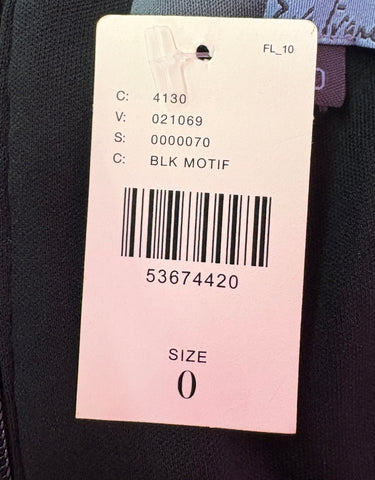 FL_10
C: 4130
V: 021069
S: 0000070
C: BLK MOTIF
53674420
SIZE
0